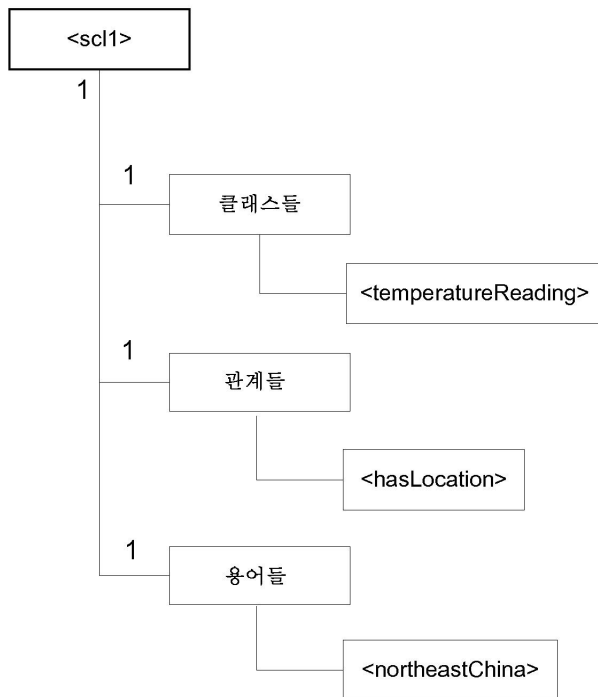 <scl1>
1
1
클래스들
<temperatureReading>
1
관계들
<hasLocation>
1
용어들
<northeastChina>